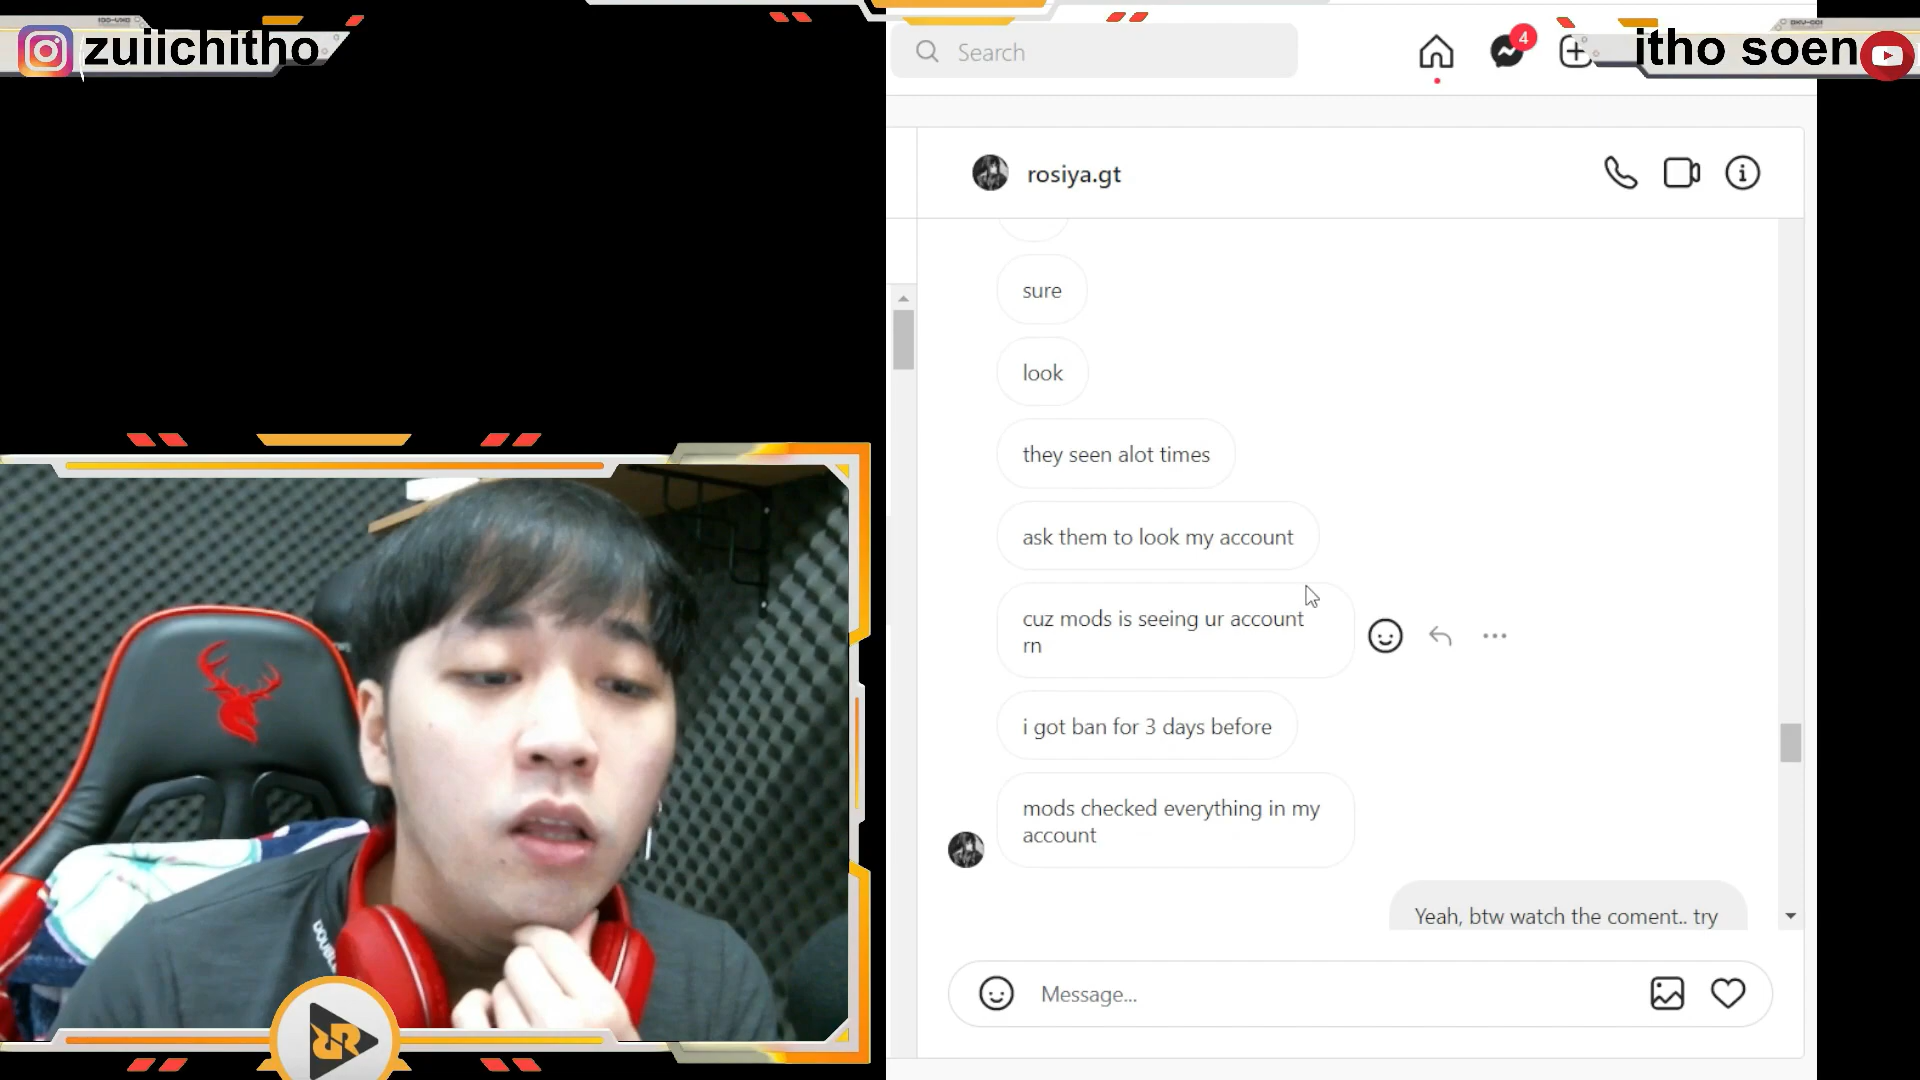 zuiichitho
Search
4
itho soen
rosiya.gt
sure
look
they seen alot times
ask them to look my account
cuz mods is seeing ur account
rn
i got ban for 3 days before
mods checked everything in my
account
Yeah, btw watch the coment.. try
Message...